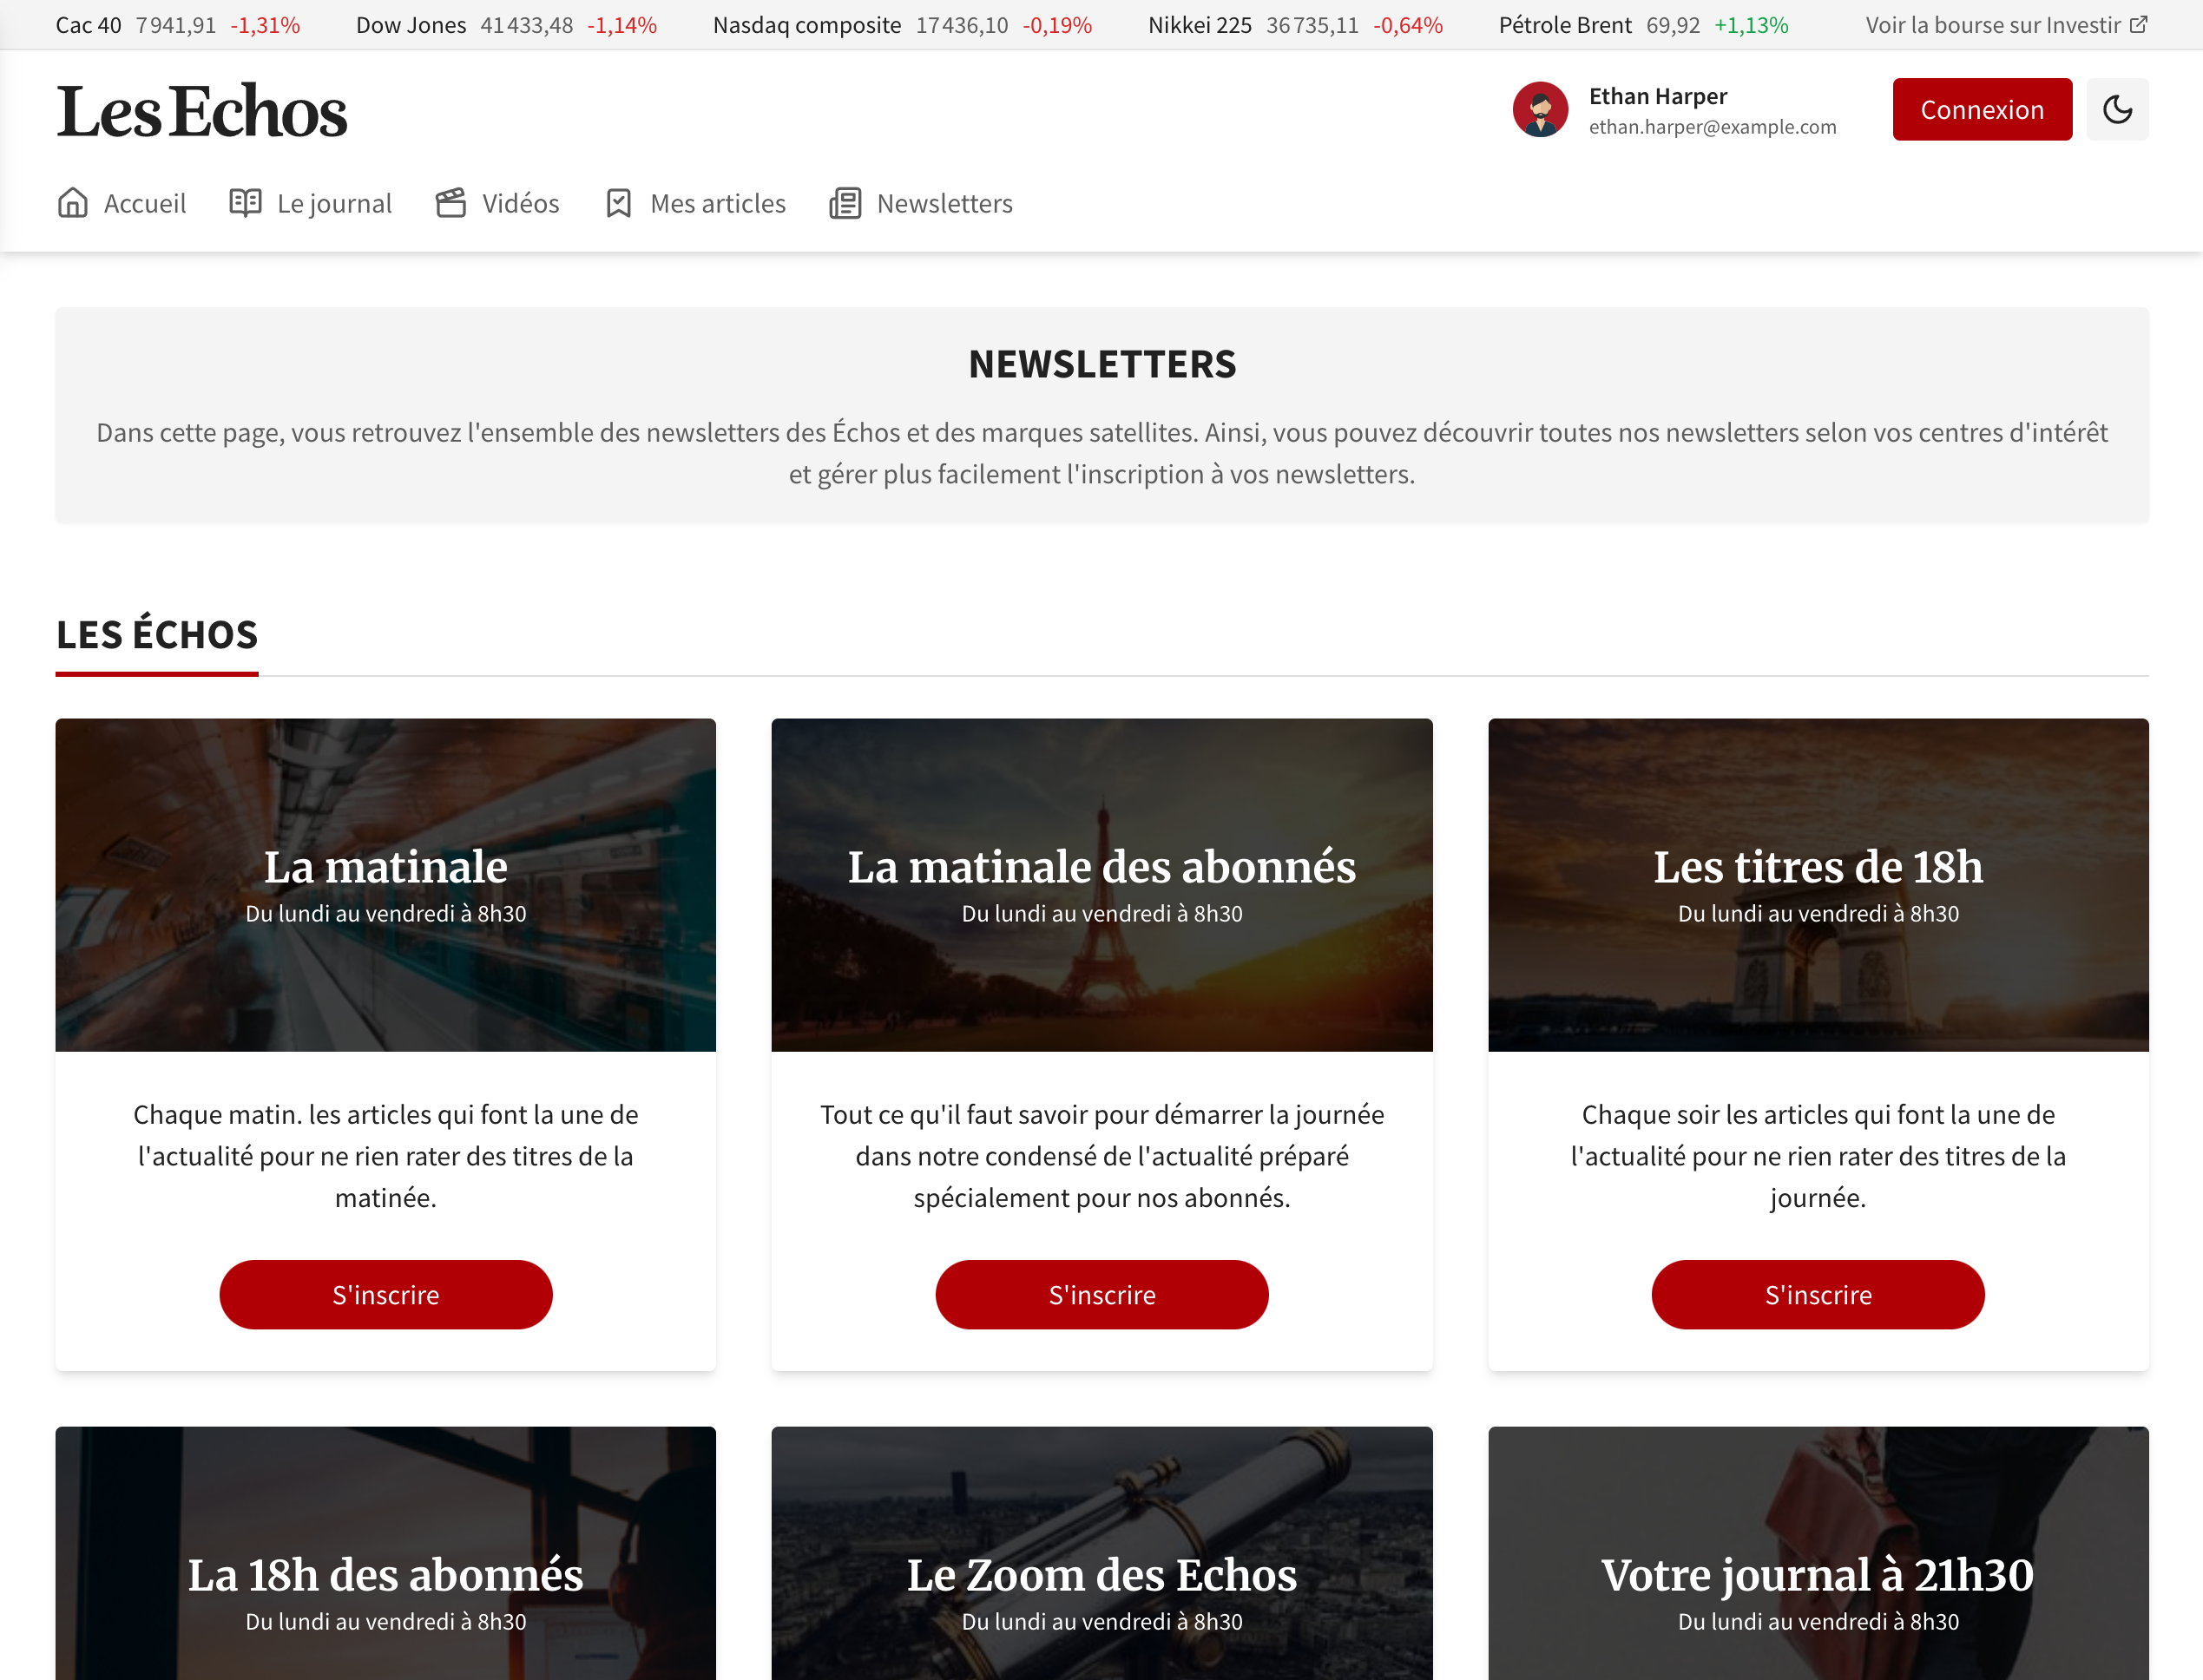 Cac 40 7 941,91 -1,31% Dow Jones 41 433,48 -1,14% Nasdaq composite 17 436,10 -0,19% Nikkei 225 36 735,11 -0,64% Pétrole Brent 69,92 +1,13% Voir la bourse sur Investir
Les Echos
Ethan Harper
ethan.harper@example.com
Connexion
Accueil Le journal Vidéos Mes articles Newsletters
NEWSLETTERS
Dans cette page, vous retrouvez l'ensemble des newsletters des Échos et des marques satellites. Ainsi, vous pouvez découvrir toutes nos newsletters selon vos centres d'intérêt
et gérer plus facilement l'inscription à vos newsletters.
LES ÉCHOS
La matinale
Du lundi au vendredi à 8h30
Chaque matin. les articles qui font la une de
l'actualité pour ne rien rater des titres de la
matinée.
S'inscrire
La matinale des abonnés
Du lundi au vendredi à 8h30
Tout ce qu'il faut savoir pour démarrer la journée
dans notre condensé de l'actualité préparé
spécialement pour nos abonnés.
S'inscrire
Les titres de 18h
Du lundi au vendredi à 8h30
Chaque soir les articles qui font la une de
l'actualité pour ne rien rater des titres de la
journée.
S'inscrire
La 18h des abonnés
Du lundi au vendredi à 8h30
Le Zoom des Echos
Du lundi au vendredi à 8h30
Votre journal à 21h30
Du lundi au vendredi à 8h30